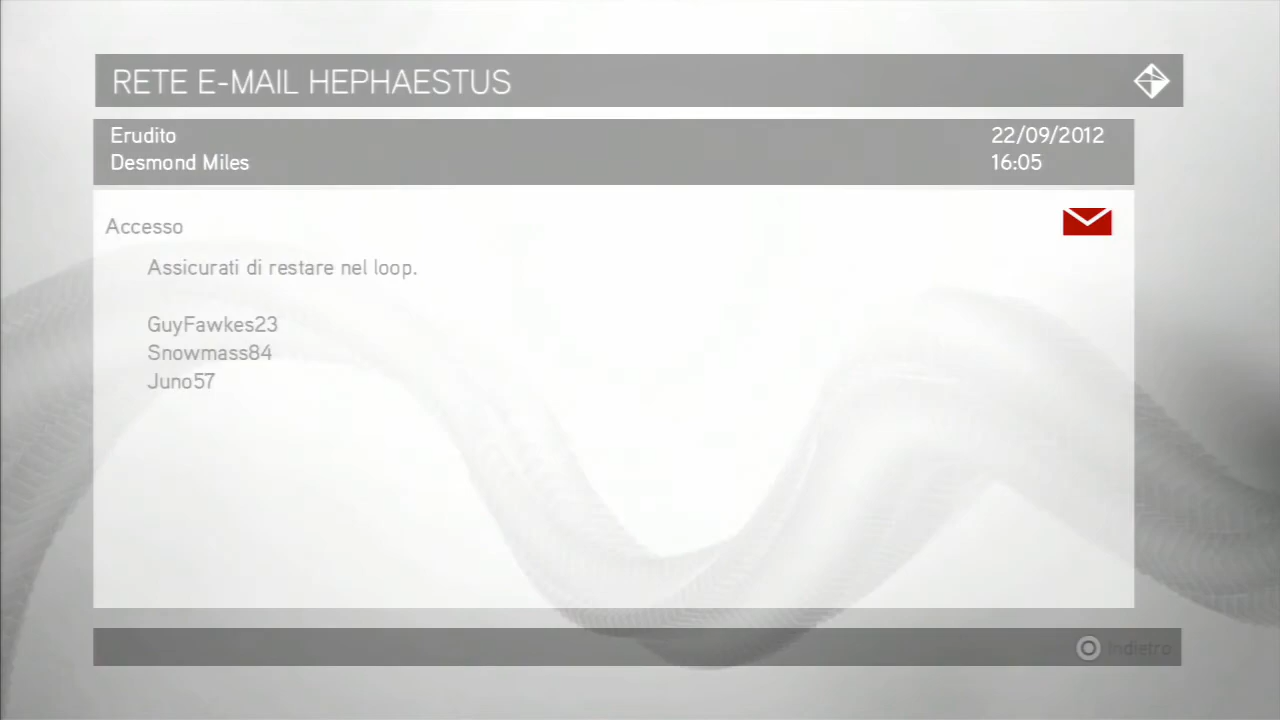 RETE E-MAIL HEPHAESTUS
Erudito
22/09/2012
Desmond Miles
16:05
Accesso
Assicurati di restare nel loop.
GuyFawkes23
Snowmass84
Juno57
Indietro